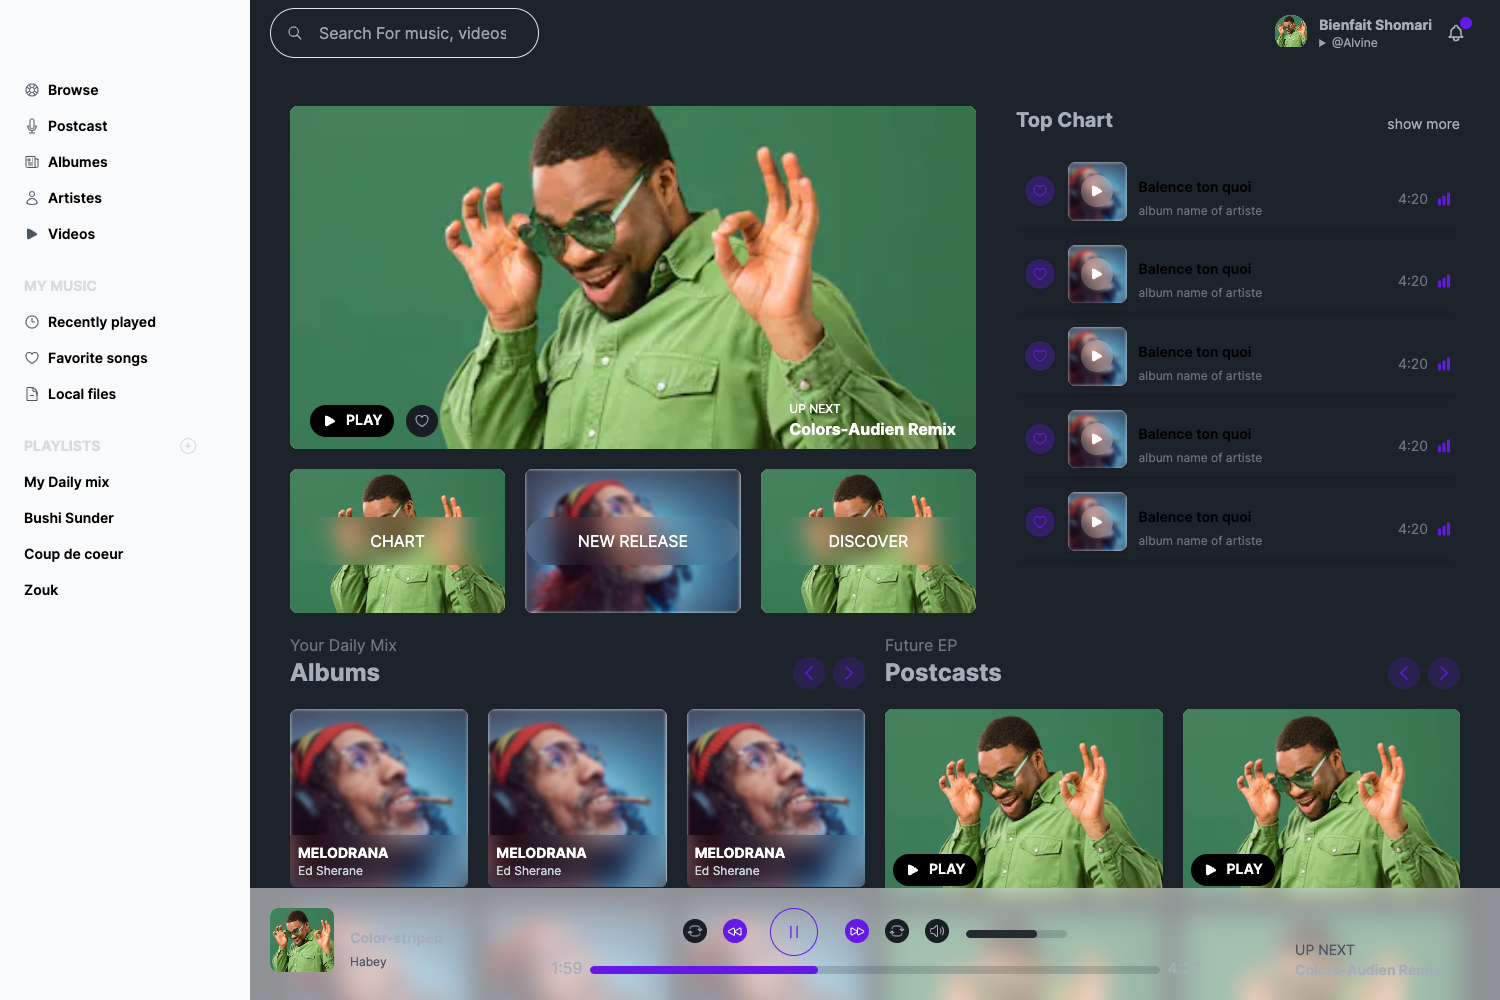 Search For music, videos
Bienfait Shomari
@Alvine
Browse
Postcast
Albumes
Artistes
Videos
MY MUSIC
Recently played
Favorite songs
Local files
PLAYLISTS
My Daily mix
Bushi Sunder
Coup de coeur
Zouk
PLAY
UP NEXT
Colors-Audien Remix
CHART
NEW RELEASE
DISCOVER
Top Chart
show more
Balence ton quoi
album name of artiste
4:20
Balence ton quoi
album name of artiste
4:20
Balence ton quoi
album name of artiste
4:20
Balence ton quoi
album name of artiste
4:20
Balence ton quoi
album name of artiste
4:20
Your Daily Mix
Albums
MELODRANA
Ed Sherane
MELODRANA
Ed Sherane
MELODRANA
Ed Sherane
Future EP
Postcasts
PLAY
PLAY
Color-striped
Habey
1:59
UP NEXT
Colors-Audien Remix